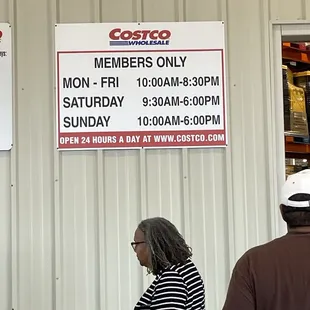 COSTCO
WHOLESALE
MEMBERS ONLY
MON - FRI 10:00AM-8:30PM
SATURDAY 9:30AM-6:00PM
SUNDAY 10:00AM-6:00PM
OPEN 24 HOURS A DAY AT WWW.COSTCO.COM